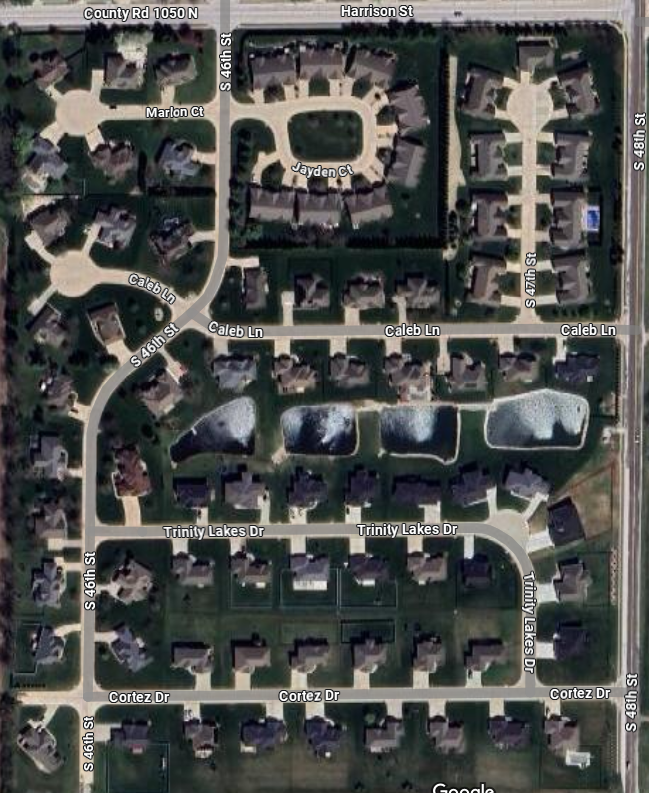 County Rd 1050 N
Harrison St
S 46th St
Marion Ct
S 48th St
Jayden Ct
Caleb Ln
S 47th St
S 46th St
Caleb Ln
Caleb Ln
Caleb Ln
Trinity Lakes Dr
Trinity Lakes Dr
S 46th St
Trinity Lakes Dr
Cortez Dr
Cortez Dr
Cortez Dr
S 48th St
S 46th St
Google